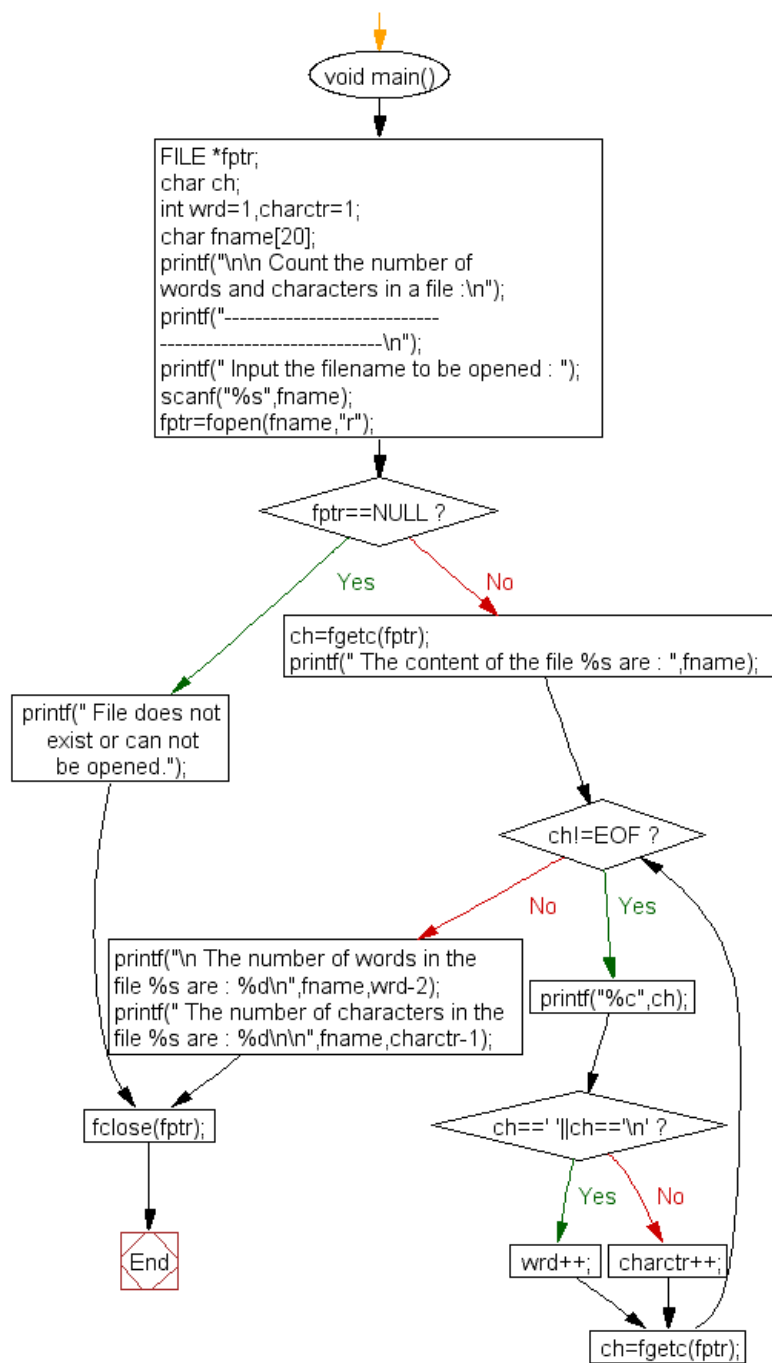 void main()
FILE *fptr;
char ch;
int wrd=1,charctr=1;
char fname[20];
printf("\n\n Count the number of
words and characters in a file :\n");
printf("----------------------------
-----------------------------\n");
printf(" Input the filename to be opened : ");
scanf("%s",fname);
fptr=fopen(fname,"r");
fptr==NULL ?
Yes
No
ch=fgetc(fptr);
printf(" The content of the file %s are : ",fname);
printf(" File does not
exist or can not
be opened.");
ch!=EOF ?
No
Yes
printf("\n The number of words in the
file %s are : %d\n",fname,wrd-2);
printf(" The number of characters in the
file %s are : %d\n\n",fname,charctr-1);
printf("%c",ch);
fclose(fptr);
ch==' '||ch=='\n' ?
Yes
No
End
wrd++;
charctr++;
ch=fgetc(fptr);